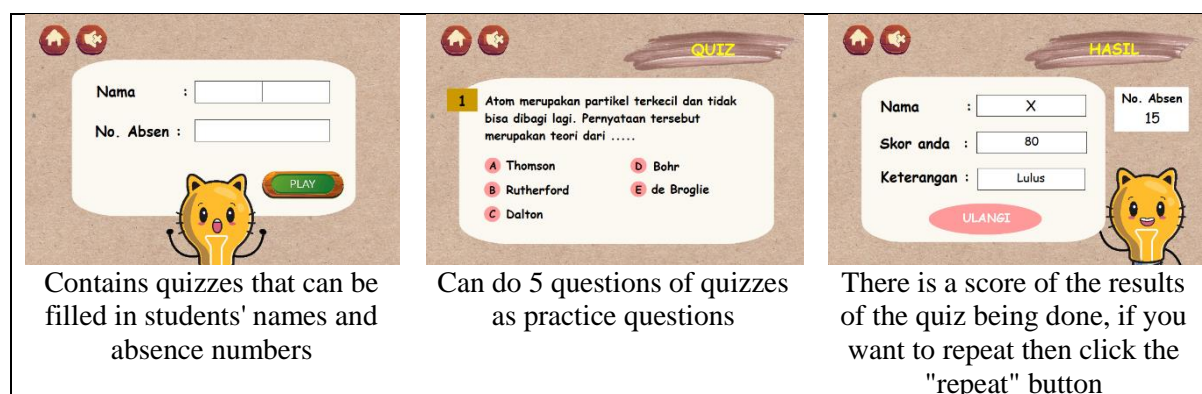 Nama :
No. Absen :
PLAY
Contains quizzes that can be
filled in students' names and
absence numbers
QUIZ
1 Atom merupakan partikel terkecil dan tidak
bisa dibagi lagi. Pernyataan tersebut
merupakan teori dari .....
A Thomson
B Rutherford
C Dalton
D Bohr
E de Broglie
Can do 5 questions of quizzes
as practice questions
HASIL
Nama : X
Skor anda : 80
Keterangan : Lulus
No. Absen
15
ULANGI
There is a score of the results
of the quiz being done, if you
want to repeat then click the
"repeat" button